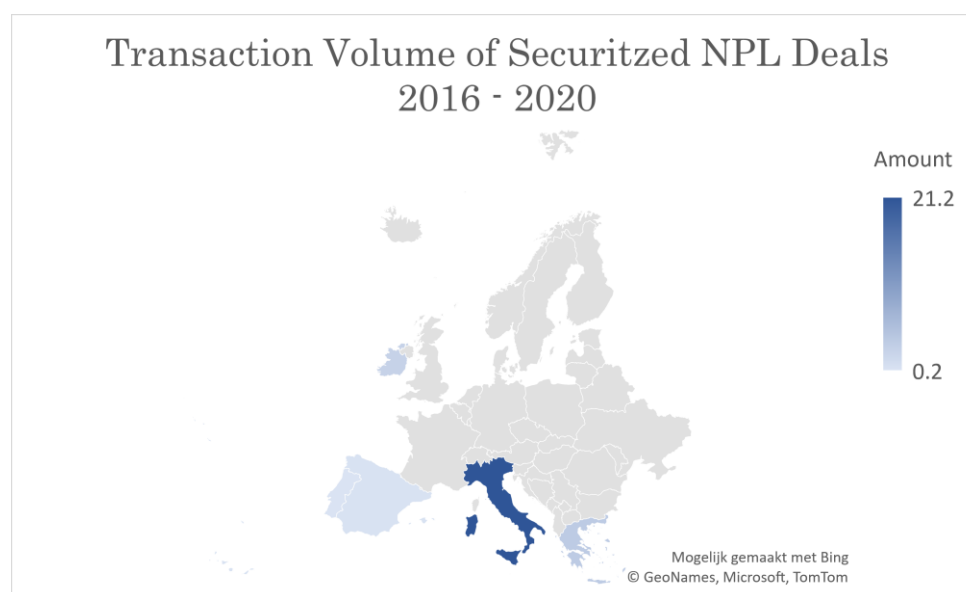 Transaction Volume of Securitzed NPL Deals
2016 - 2020
Amount
21.2
0.2
Mogelijk gemaakt met Bing
© GeoNames, Microsoft, TomTom